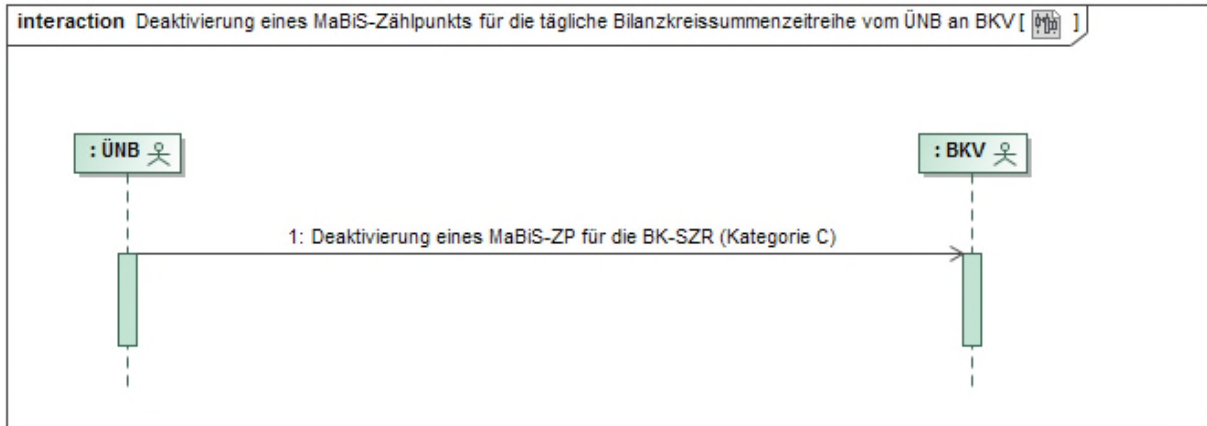 interaction Deaktivierung eines MaBiS-Zählpunkts für die tägliche Bilanzkreissummenzeitreihe vom ÜNB an BKV [ ]
: ÜNB
: BKV
1: Deaktivierung eines MaBiS-ZP für die BK-SZR (Kategorie C)